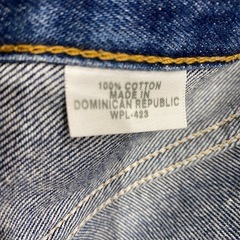 100% COTTON
MADE IN
DOMINICAN REPUBLIC
WPL-423